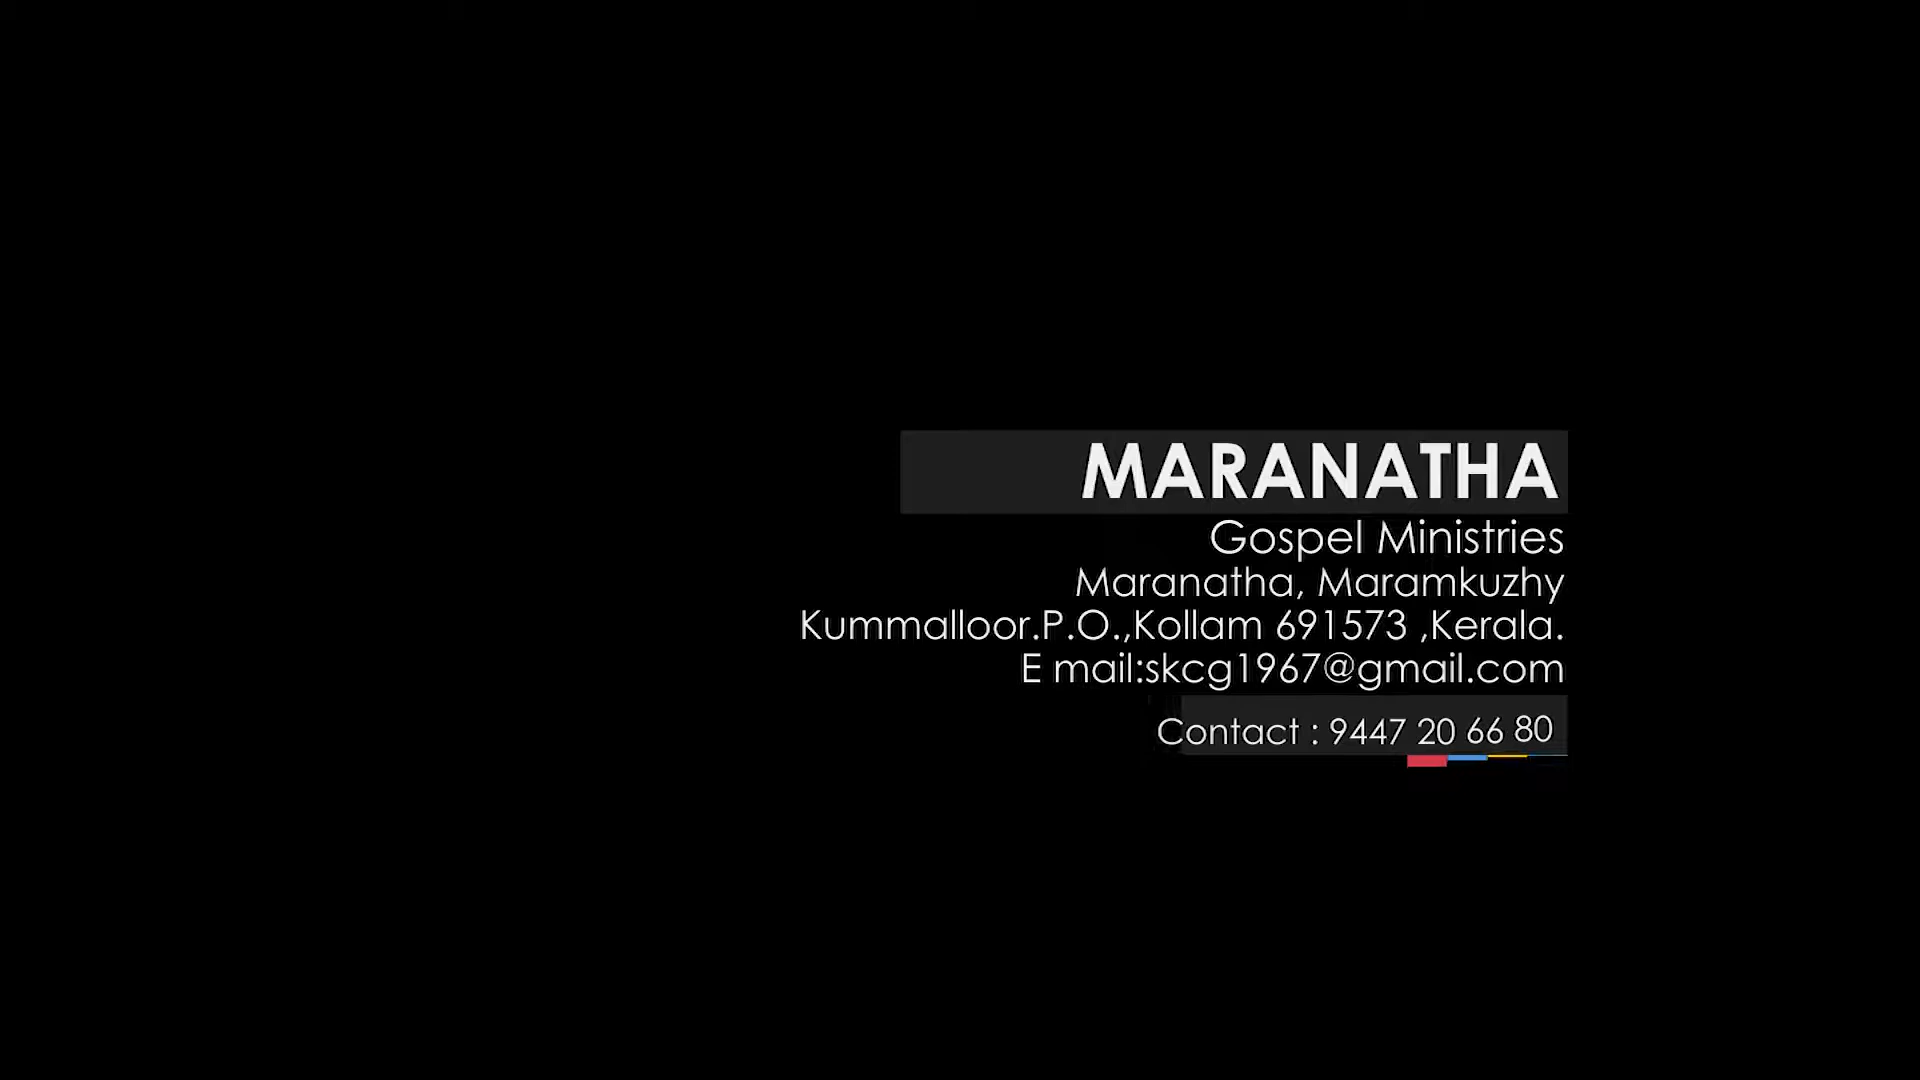 MARANATHA
Gospel Ministries
Maranatha, Maramkuzhy
Kummalloor.P.O.,Kollam 691573 ,Kerala.
E mail:skcg1967@gmail.com
Contact : 9447 20 66 80